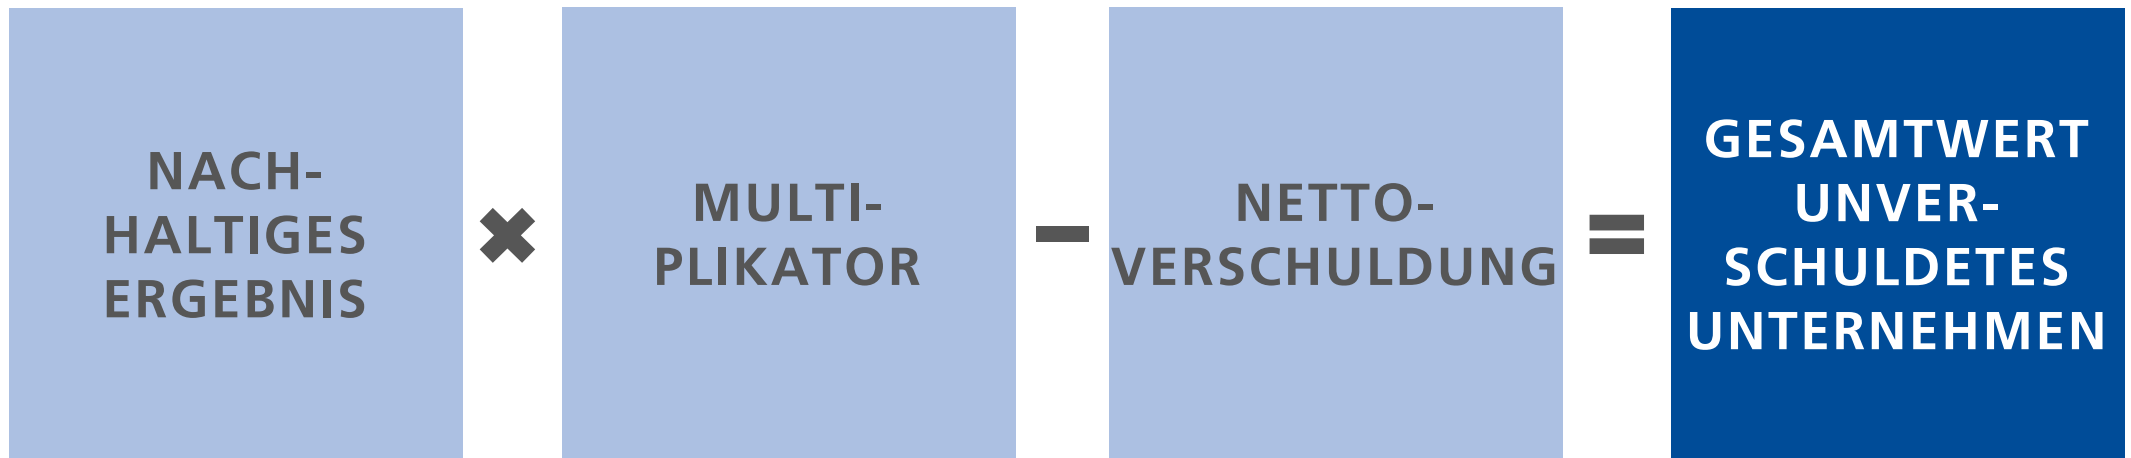 NACH-
HALTIGES
ERGEBNIS
✖
MULTI-
PLIKATOR
–
NETTO-
VERSCHULDUNG
=
GESAMTWERT
UNVER-
SCHULDETES
UNTERNEHMEN